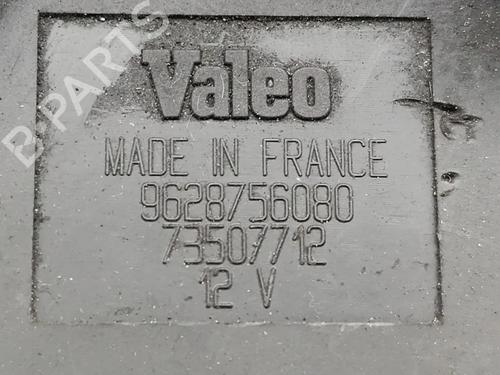 Valeo
MADE IN FRANCE
9628756080
73507712
12 V
B-PARTS